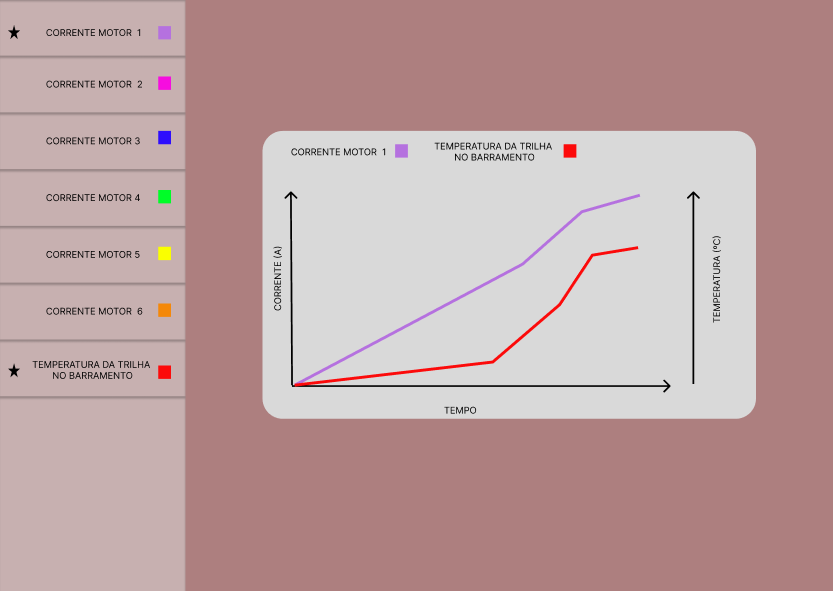 CORRENTE MOTOR 1
CORRENTE MOTOR 2
CORRENTE MOTOR 3
CORRENTE MOTOR 4
CORRENTE MOTOR 5
CORRENTE MOTOR 6
TEMPERATURA DA TRILHA
NO BARRAMENTO
CORRENTE MOTOR 1
TEMPERATURA DA TRILHA
NO BARRAMENTO
CORRENTE (A)
TEMPERATURA (ºC)
TEMPO